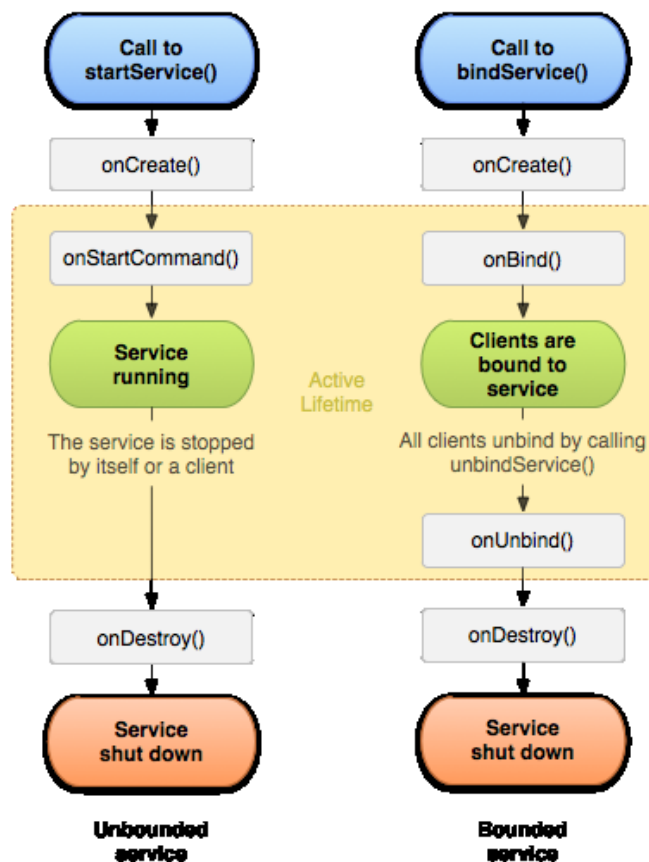 Call to
startService()
onCreate()
onStartCommand()
Service
running
The service is stopped
by itself or a client
onDestroy()
Service
shut down
Unbounded
service
Active
Lifetime
Call to
bindService()
onCreate()
onBind()
Clients are
bound to
service
All clients unbind by calling
unbindService()
onUnbind()
onDestroy()
Service
shut down
Bounded
service